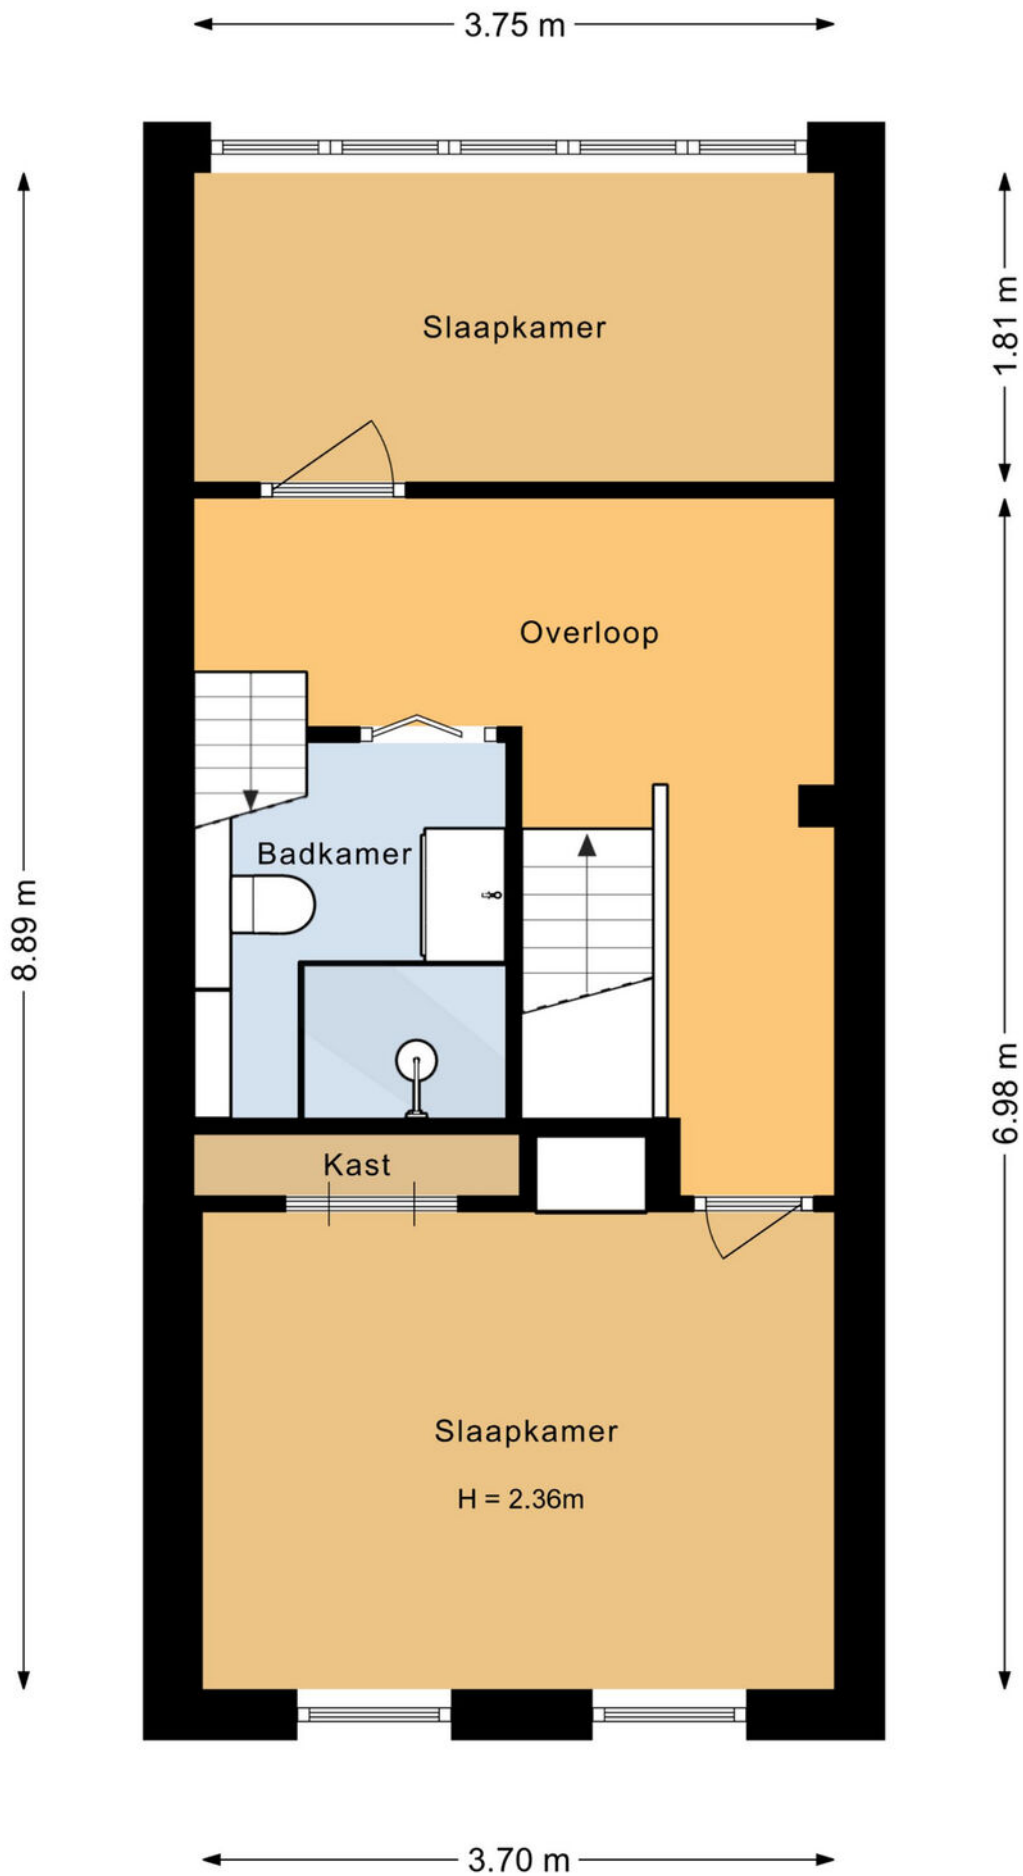 3.75 m
Slaapkamer
1.81 m
Overloop
Badkamer
8.89 m
6.98 m
Kast
Slaapkamer
H = 2.36m
3.70 m